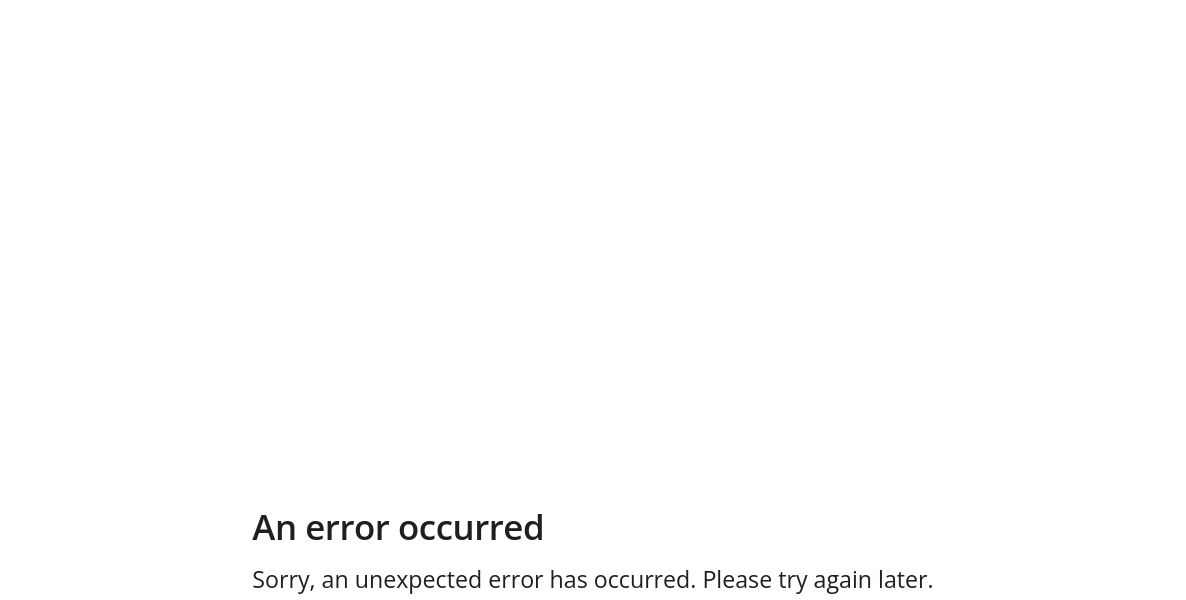 An error occurred
Sorry, an unexpected error has occurred. Please try again later.